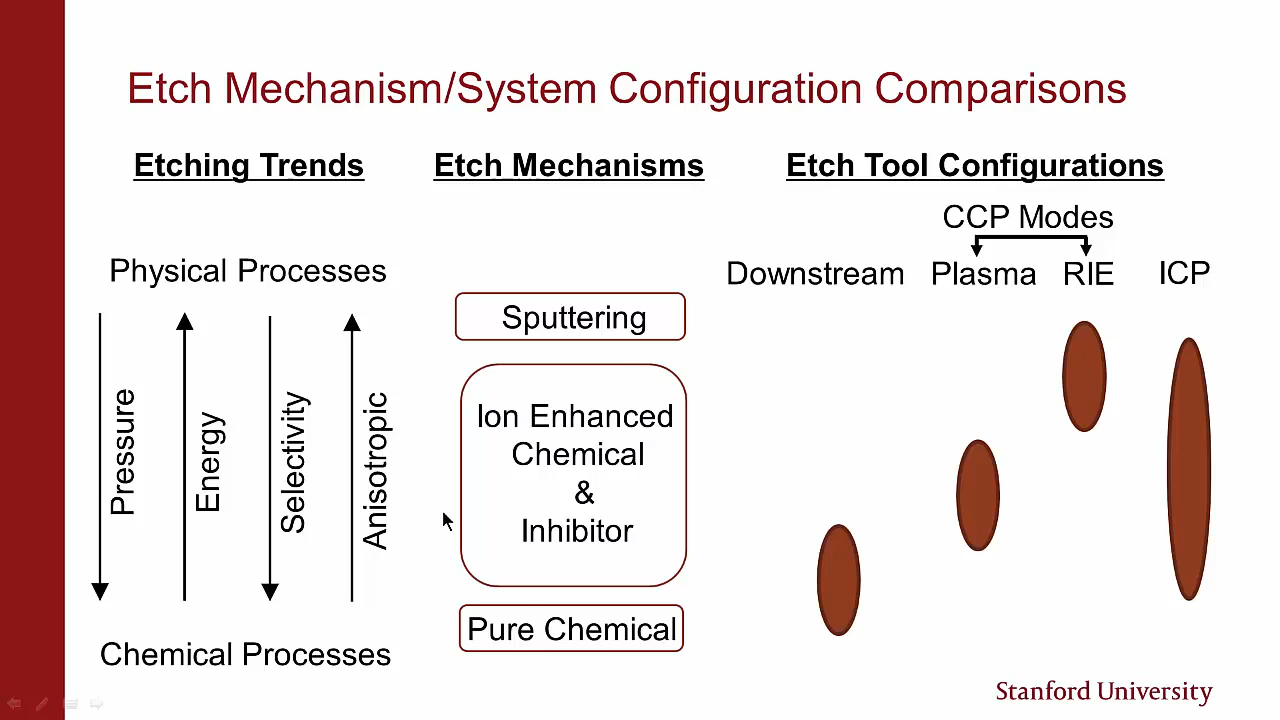 Etch Mechanism/System Configuration Comparisons
Etching Trends
Etch Mechanisms
Etch Tool Configurations
CCP Modes
Downstream
Plasma
RIE
ICP
Physical Processes
Pressure
Energy
Selectivity
Anisotropic
Chemical Processes
Sputtering
Ion Enhanced
Chemical
&
Inhibitor
Pure Chemical
Stanford University